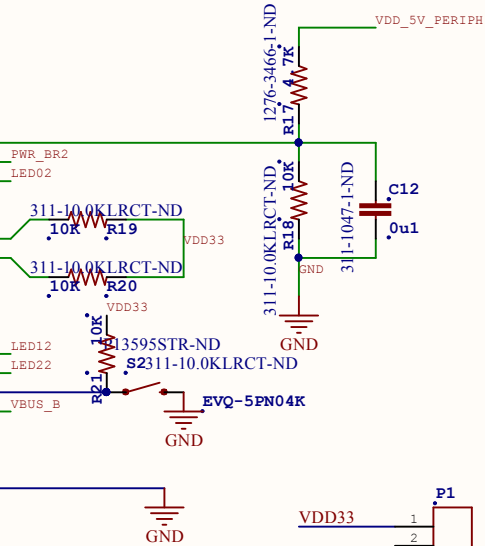 VDD_5V_PERIPH
1276-3466-1-ND
4.7K
R17
PWR_BR2
LED02
311-10.0KLRCT-ND
10K
R18
311-1047-1-ND
C12
0u1
311-10.0KLRCT-ND
10K R19
VDD33
GND
311-10.0KLRCT-ND
10K R20
VDD33
GND
10K
LED12
P13595STR-ND
LED22
S2
311-10.0KLRCT-ND
R21
VBUS_B
EVQ-5PN04K
GND
P1
VDD33
1
GND
2